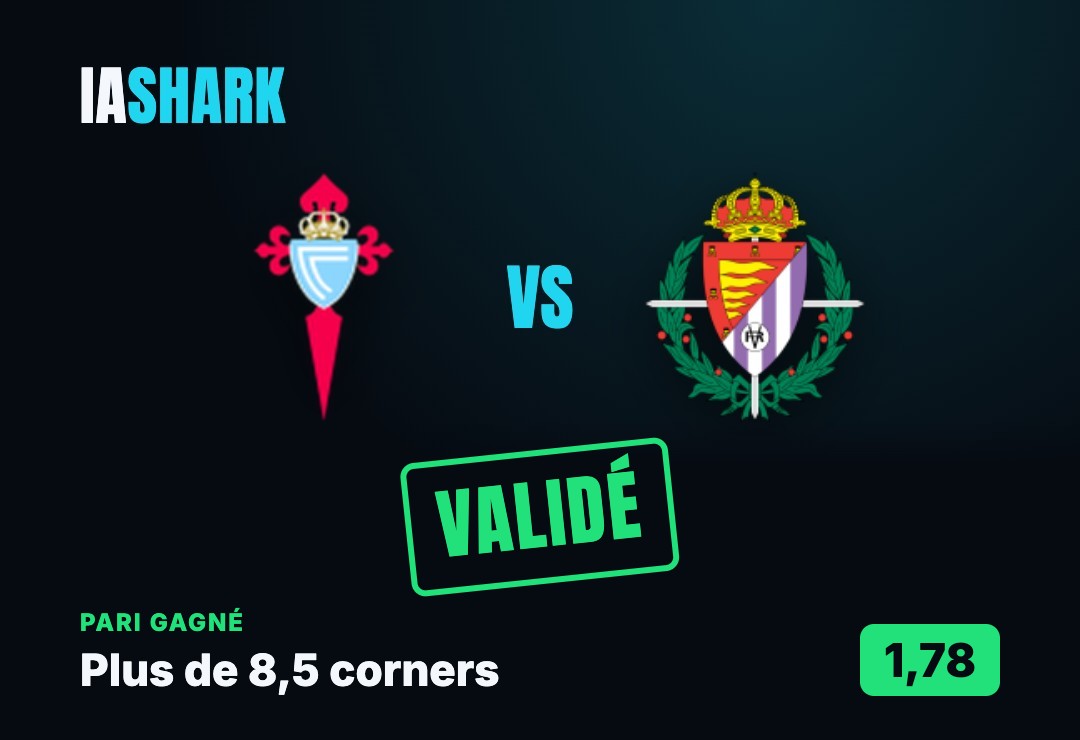 IASHARK
VS
VALIDÉ
PARI GAGNÉ
Plus de 8,5 corners
1,78